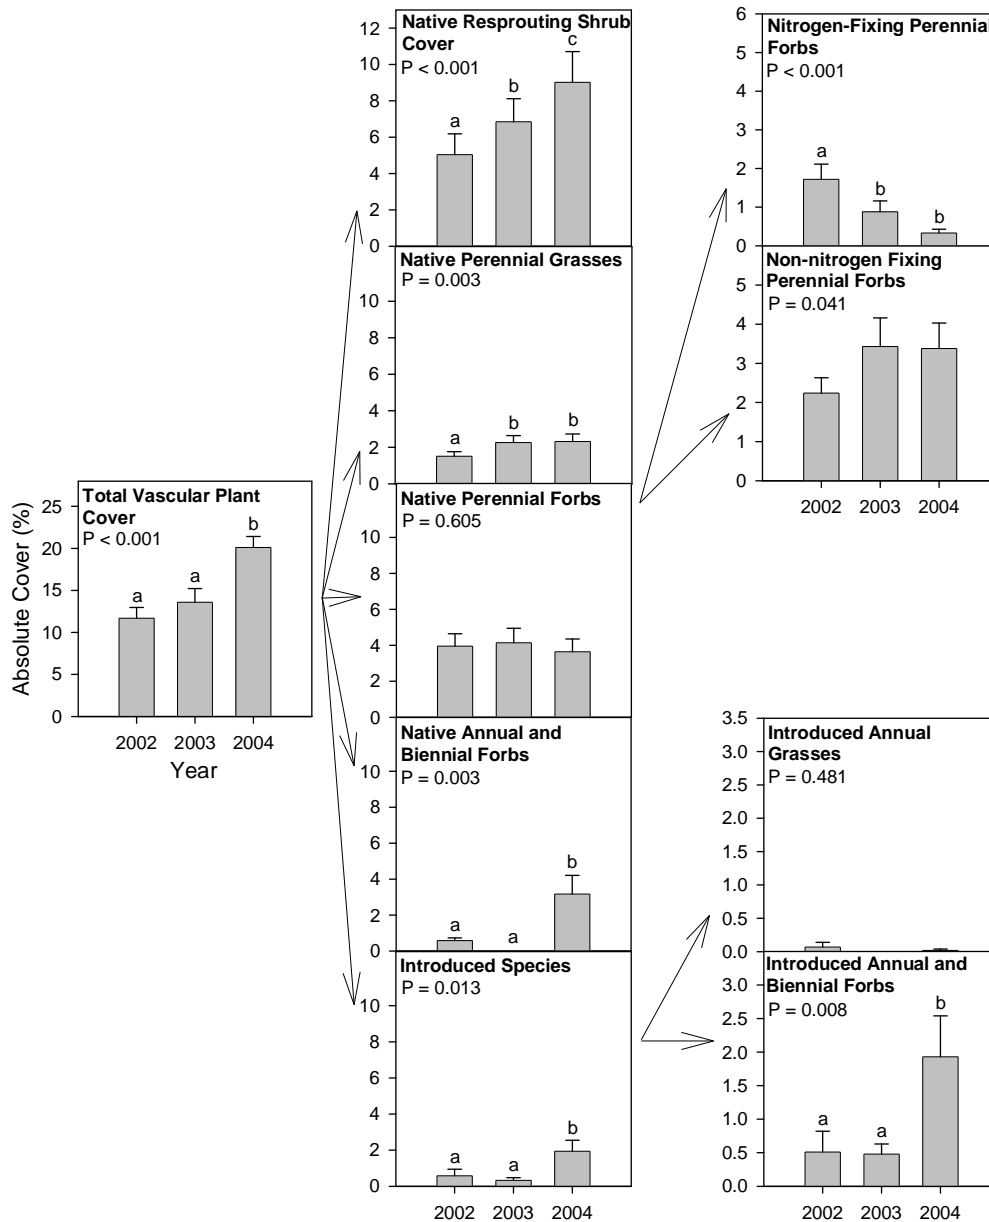 Absolute Cover (%)
Total Vascular Plant
Cover
P < 0.001
25
20
15
10
5
0
a
a
b
2002 2003 2004
Year
Native Resprouting Shrub
Cover
P < 0.001
12
10
8
6
4
2
0
a
b
c
Native Perennial Grasses
P = 0.003
10
8
6
4
2
0
a
b
b
Native Perennial Forbs
P = 0.605
10
8
6
4
2
0
Native Annual and
Biennial Forbs
P = 0.003
10
8
6
4
2
0
a
a
b
Introduced Species
P = 0.013
10
8
6
4
2
0
a
a
b
2002 2003 2004
Nitrogen-Fixing Perennial
Forbs
P < 0.001
6
5
4
3
2
1
0
a
b
b
Non-nitrogen Fixing
Perennial Forbs
P = 0.041
5
4
3
2
1
0
2002 2003 2004
Introduced Annual
Grasses
P = 0.481
3.5
3.0
2.5
2.0
1.5
1.0
0.5
0.0
Introduced Annual and
Biennial Forbs
P = 0.008
3.0
2.5
2.0
1.5
1.0
0.5
0.0
a
a
b
2002 2003 2004